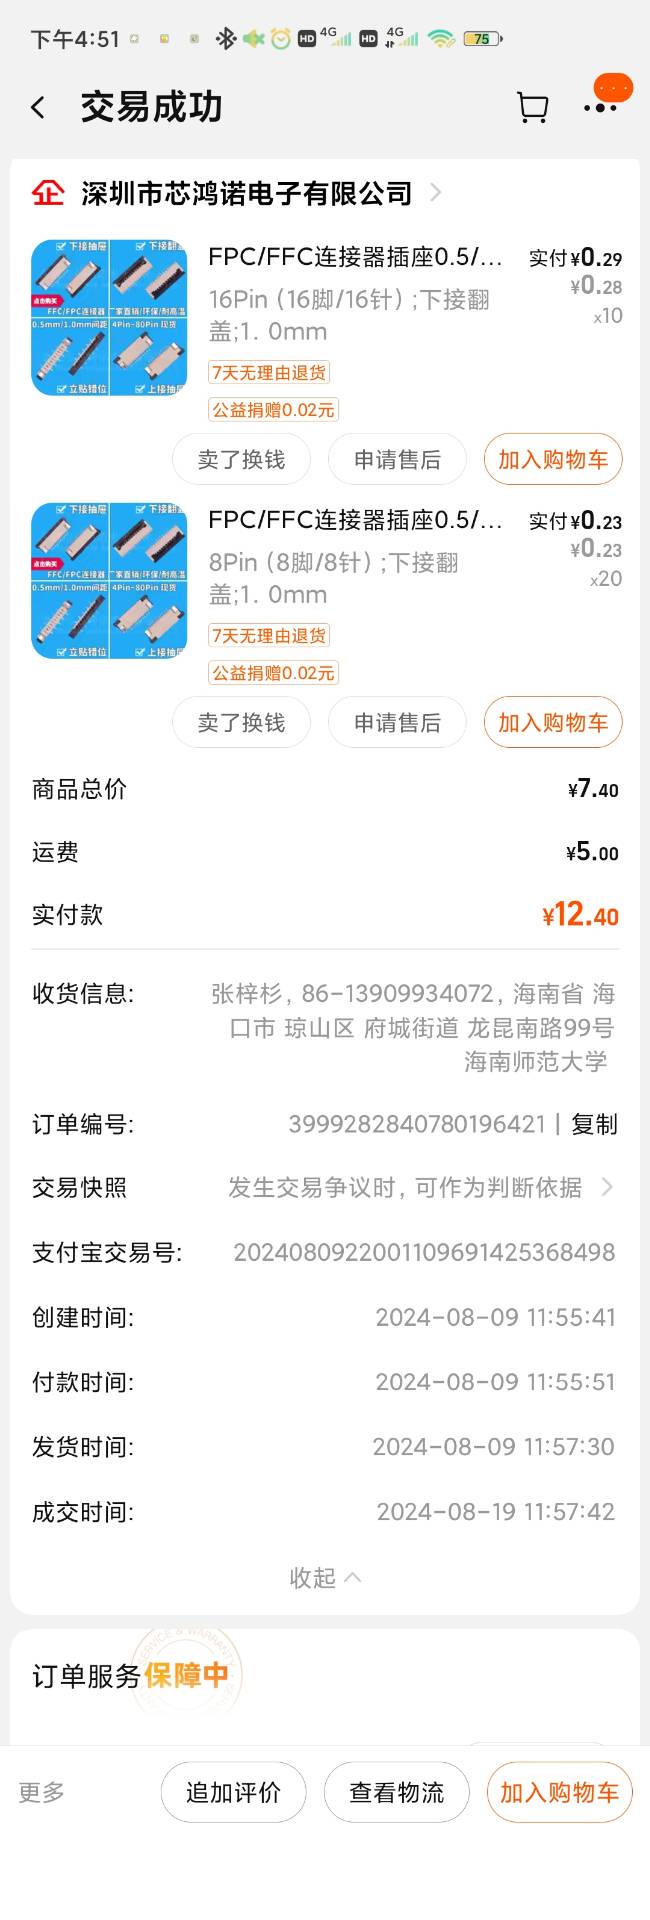 下午4:51
HD 4G HD 4G 75
交易成功
深圳市芯鸿诺电子有限公司
下接抽屉 下接翻盖
点击购买
FFC/FPC连接器 厂家直销/环保/耐高温
0.5mm/1.0mm间距 4Pin-80Pin 现货
立贴错位 上接抽屉
FPC/FFC连接器插座0.5/... 实付¥0.29
¥0.28
16Pin (16脚/16针) ;下接翻
盖;1. 0mm
x10
7天无理由退货
公益捐赠0.02元
卖了换钱 申请售后 加入购物车
下接抽屉 下接翻盖
点击购买
FFC/FPC连接器 厂家直销/环保/耐高温
0.5mm/1.0mm间距 4Pin-80Pin 现货
立贴错位 上接抽屉
FPC/FFC连接器插座0.5/... 实付¥0.23
¥0.23
8Pin (8脚/8针) ;下接翻
盖;1. 0mm
x20
7天无理由退货
公益捐赠0.02元
卖了换钱 申请售后 加入购物车
商品总价 ¥7.40
运费 ¥5.00
实付款 ¥12.40
收货信息: 张梓杉, 86-13909934072, 海南省 海
口市 琼山区 府城街道 龙昆南路99号
海南师范大学
订单编号: 3999282840780196421 | 复制
交易快照 发生交易争议时, 可作为判断依据
支付宝交易号: 2024080922001109691425368498
创建时间: 2024-08-09 11:55:41
付款时间: 2024-08-09 11:55:51
发货时间: 2024-08-09 11:57:30
成交时间: 2024-08-19 11:57:42
收起
SERVICE & WARRANTY
订单服务保障中
更多 追加评价 查看物流 加入购物车